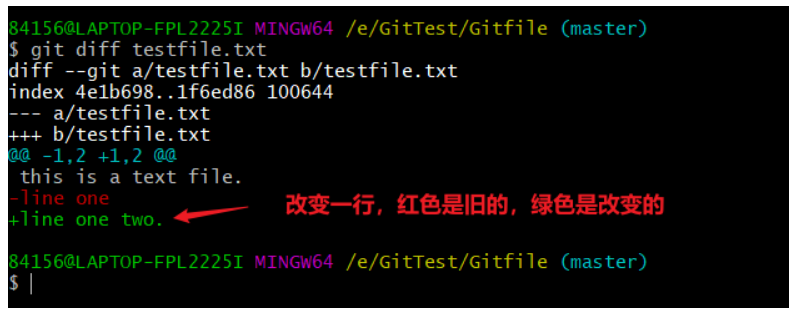 84156@LAPTOP-FPL2225I MINGW64 /e/GitTest/Gitfile (master)
$ git diff testfile.txt
diff --git a/testfile.txt b/testfile.txt
index 4e1b698..1f6ed86 100644
--- a/testfile.txt
+++ b/testfile.txt
@@ -1,2 +1,2 @@
 this is a text file.
-line one
+line one two.
改变一行，红色是旧的，绿色是改变的
84156@LAPTOP-FPL2225I MINGW64 /e/GitTest/Gitfile (master)
$